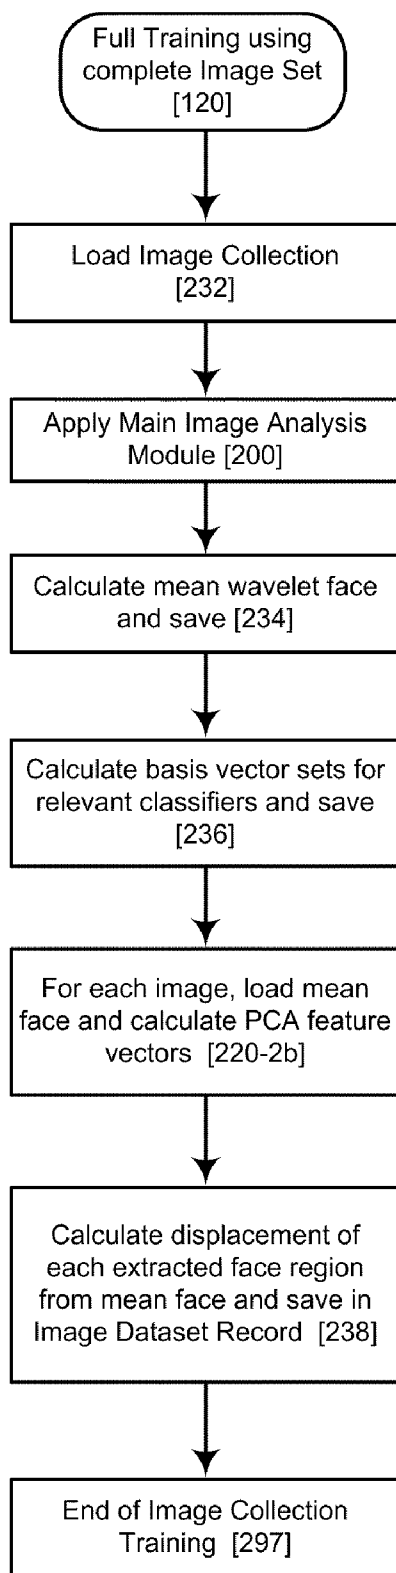 Full Training using
complete Image Set
[120]
Load Image Collection
[232]
Apply Main Image Analysis
Module [200]
Calculate mean wavelet face
and save [234]
Calculate basis vector sets for
relevant classifiers and save
[236]
For each image, load mean
face and calculate PCA feature
vectors [220-2b]
Calculate displacement of
each extracted face region
from mean face and save in
Image Dataset Record [238]
End of Image Collection
Training [297]